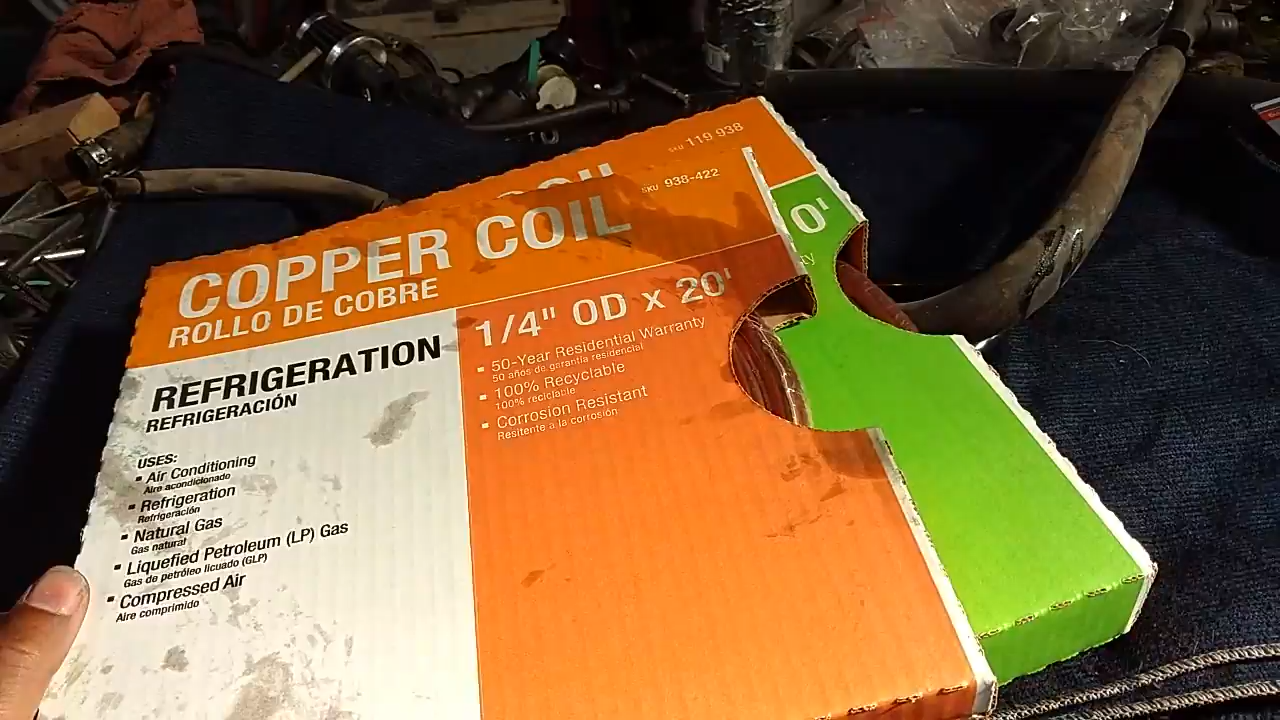 SKU 119 938
COIL
SKU 938-422
COPPER COIL
ROLLO DE COBRE
0'
ty
1/4" OD x 20'
▪ 50-Year Residential Warranty
50 años de garantía residencial
▪ 100% Recyclable
100% reciclable
▪ Corrosion Resistant
Resitente a la corrosión
REFRIGERATION
REFRIGERACIÓN
USES:
▪ Air Conditioning
Aire acondicionado
▪ Refrigeration
Refrigeración
▪ Natural Gas
Gas natural
▪ Liquefied Petroleum (LP) Gas
Gas de petróleo licuado (GLP)
▪ Compressed Air
Aire comprimido